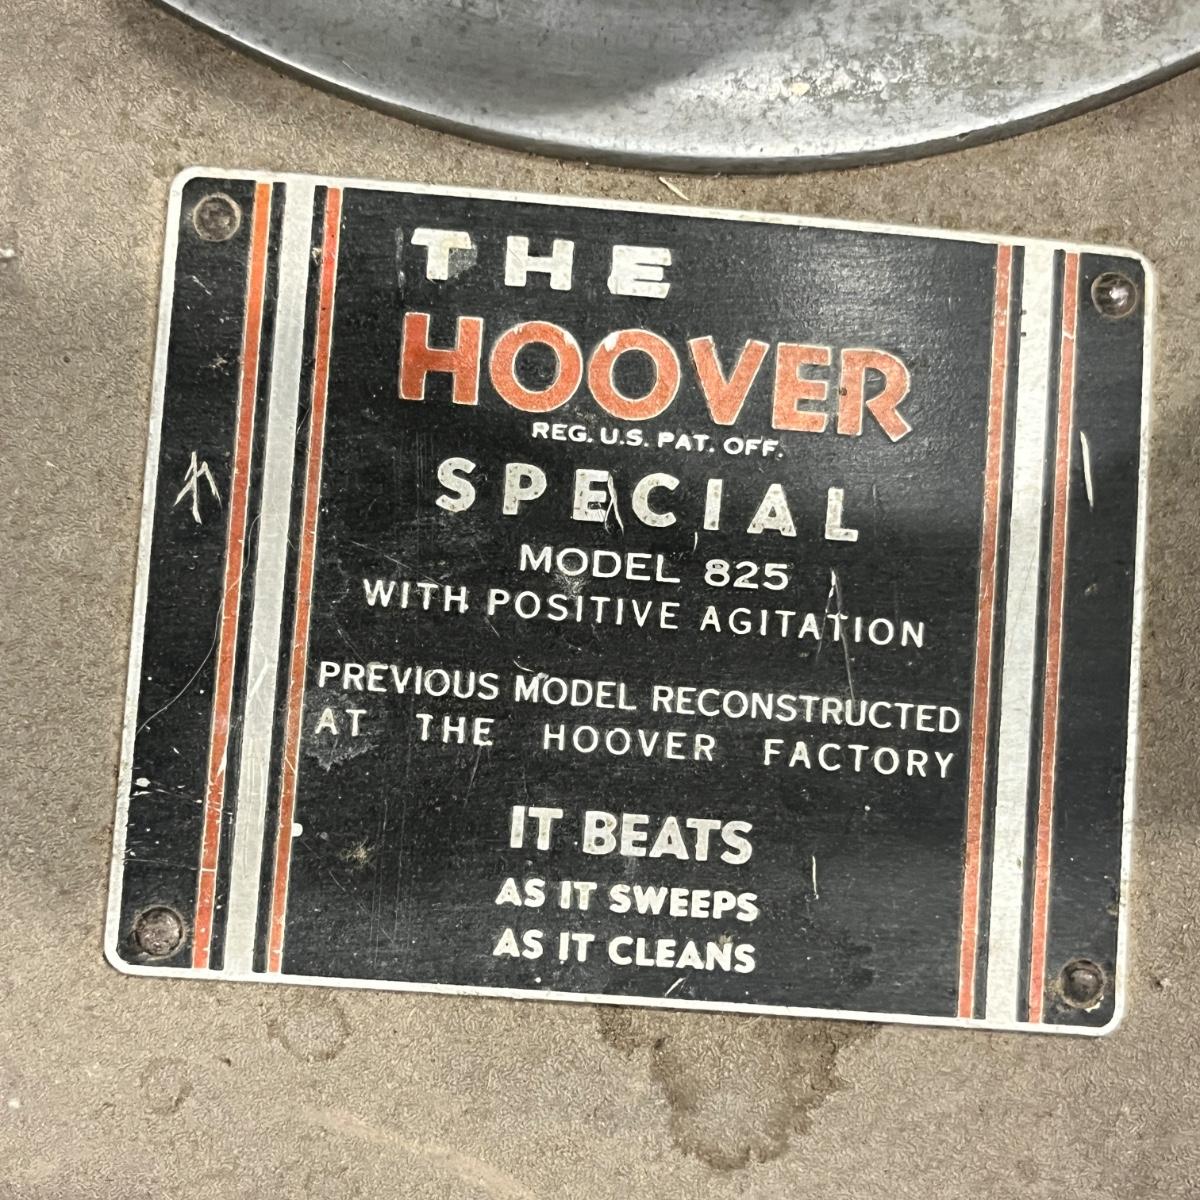 THE
HOOVER
REG. U.S. PAT. OFF.
SPECIAL
MODEL 825
WITH POSITIVE AGITATION
PREVIOUS MODEL RECONSTRUCTED
AT THE HOOVER FACTORY
IT BEATS
AS IT SWEEPS
AS IT CLEANS